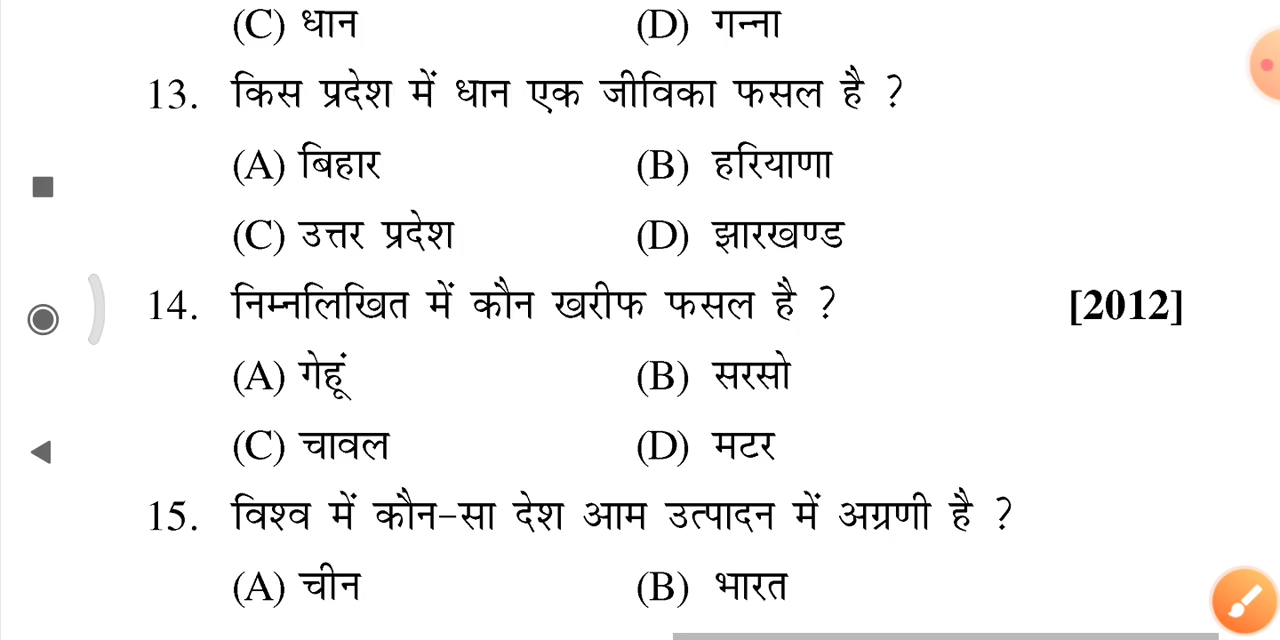 (C) धान (D) गन्ना
13. किस प्रदेश में धान एक जीविका फसल है ?
(A) बिहार (B) हरियाणा
(C) उत्तर प्रदेश (D) झारखण्ड
14. निम्नलिखित में कौन खरीफ फसल है ? [2012]
(A) गेहूं (B) सरसो
(C) चावल (D) मटर
15. विश्व में कौन-सा देश आम उत्पादन में अग्रणी है ?
(A) चीन (B) भारत